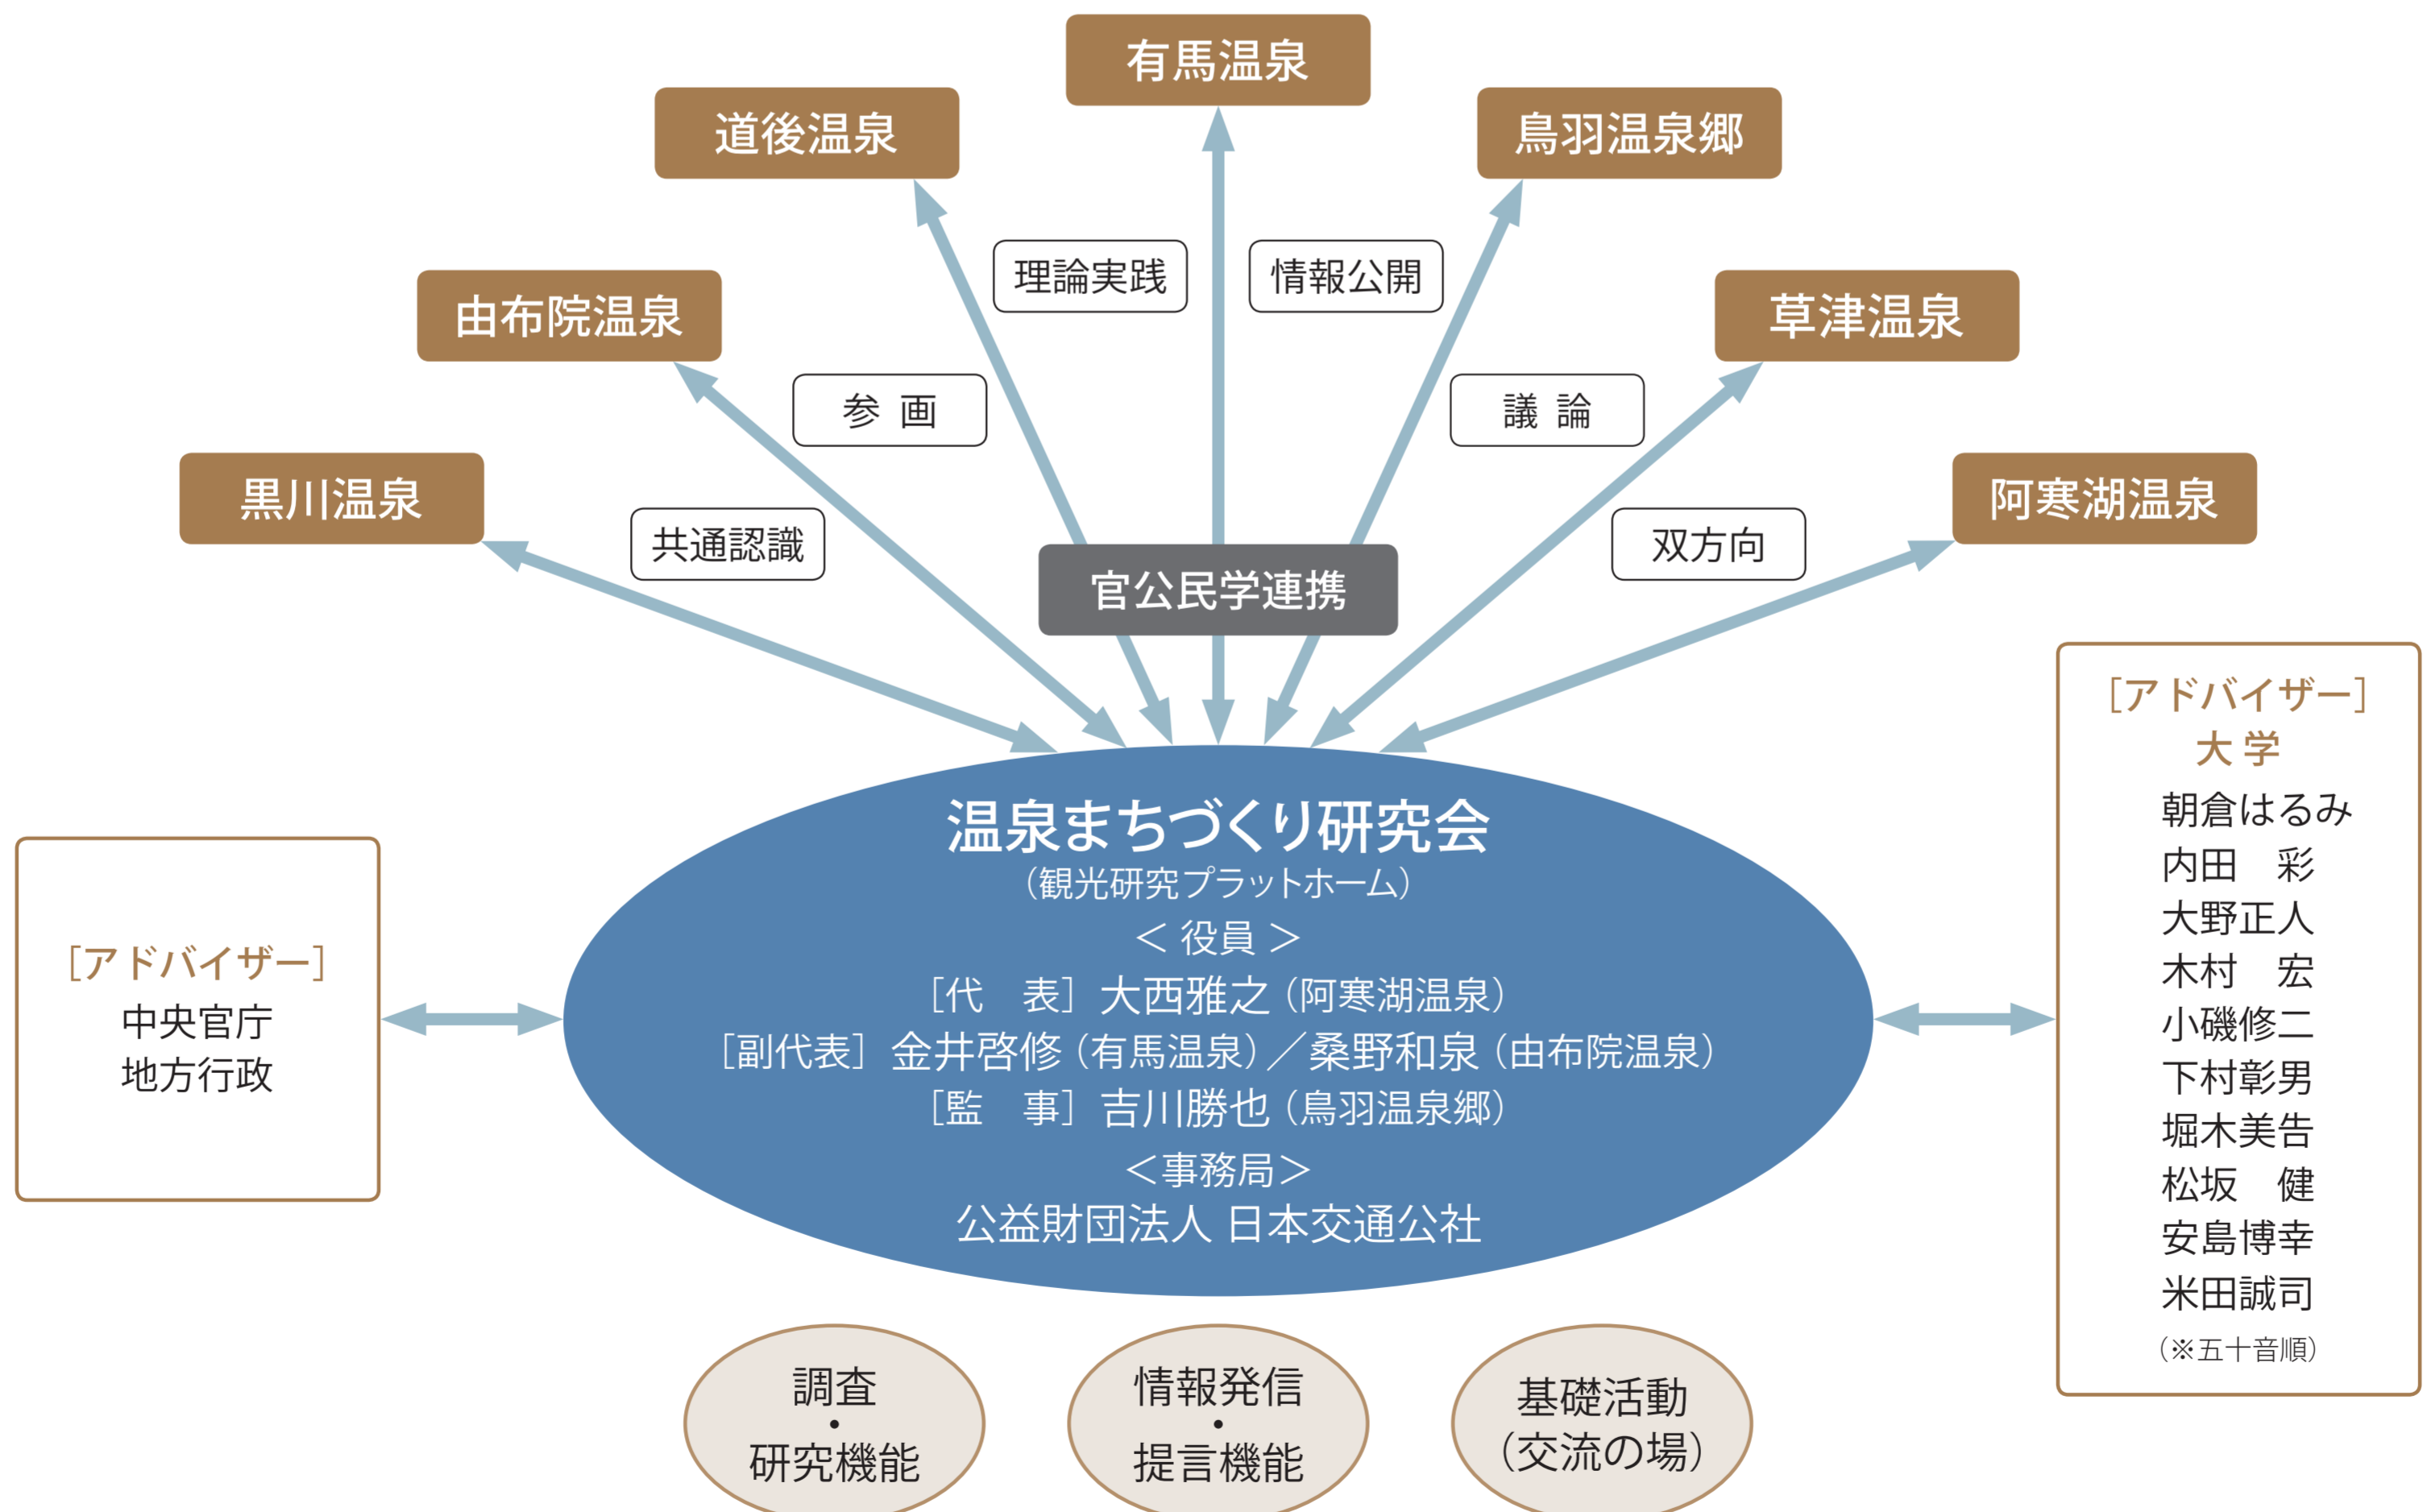 有馬温泉
道後温泉
鳥羽温泉郷
理論実践
情報公開
由布院温泉
草津温泉
参 画
議 論
黒川温泉
阿寒湖温泉
共通認識
双方向
官公民学連携
温泉まちづくり研究会
（観光研究プラットホーム）
＜ 役員 ＞
［代　表］大西雅之（阿寒湖温泉）
［副代表］金井啓修（有馬温泉）／桑野和泉（由布院温泉）
［監　事］吉川勝也（鳥羽温泉郷）
＜事務局＞
公益財団法人 日本交通公社
［アドバイザー］
中央官庁
地方行政
［アドバイザー］
大 学
朝倉はるみ
内田　彩
大野正人
木村　宏
小磯修二
下村彰男
堀木美告
松坂　健
安島博幸
米田誠司
（※五十音順）
調査
・
研究機能
情報発信
・
提言機能
基礎活動
（交流の場）